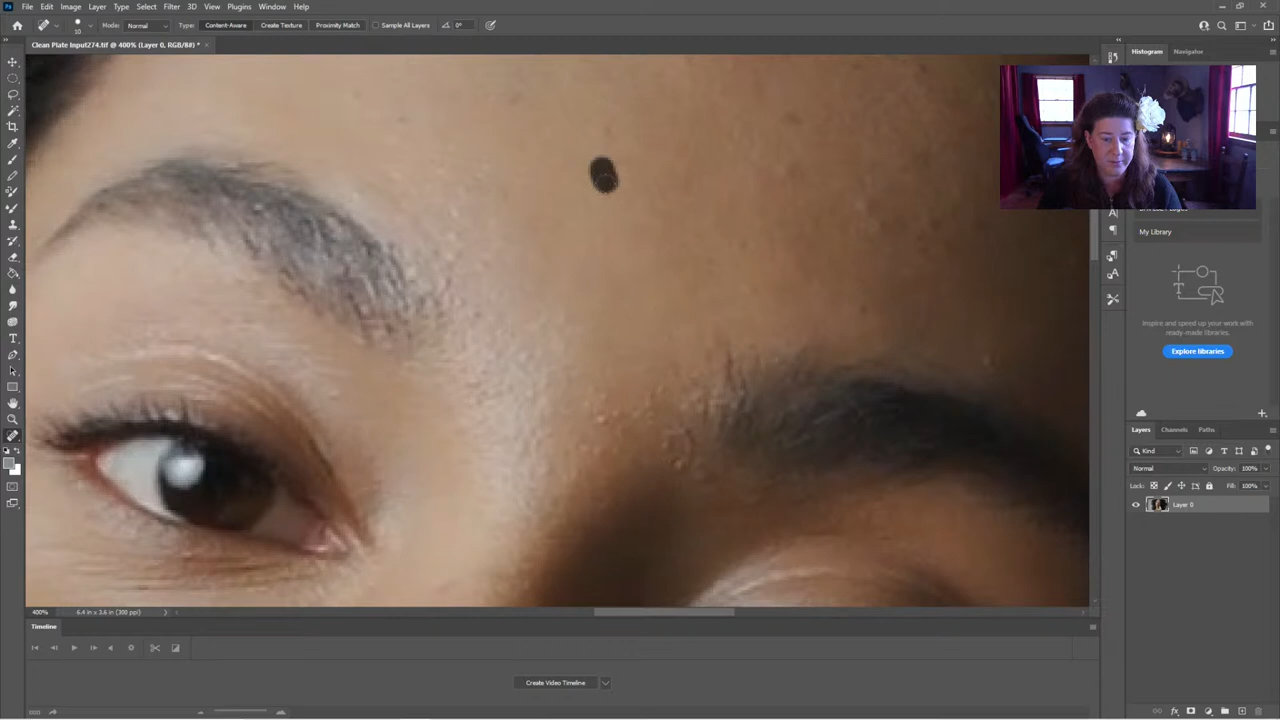 File Edit Image Layer Type Select Filter 3D View Plugins Window Help
10 Mode: Normal Type: Content-Aware Create Texture Proximity Match Sample All Layers 0°
Clean Plate Input274.tif @ 400% (Layer 0, RGB/8#) *
Histogram Navigator
My Library
Inspire and speed up your work with
ready-made libraries.
Explore libraries
Layers Channels Paths
Kind
Normal Opacity: 100%
Lock: Fill: 100%
Layer 0
400% 6.4 in x 3.6 in (300 ppi)
Timeline
Create Video Timeline